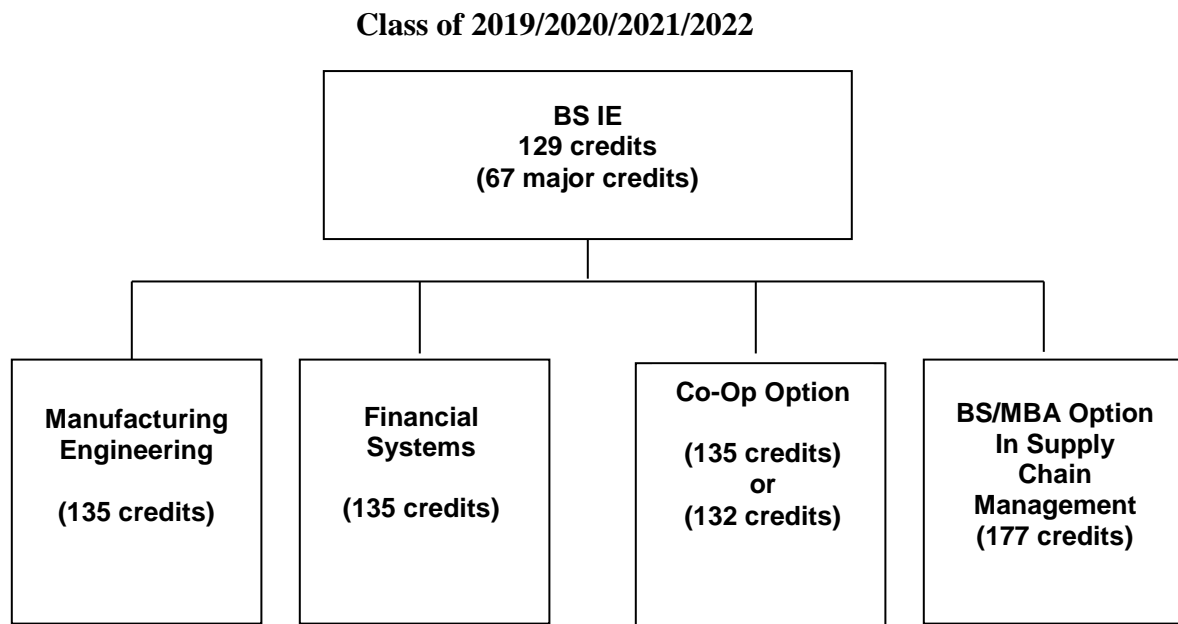 Class of 2019/2020/2021/2022
BS IE
129 credits
(67 major credits)
Manufacturing
Engineering
(135 credits)
Financial
Systems
(135 credits)
Co-Op Option
(135 credits)
or
(132 credits)
BS/MBA Option
In Supply
Chain
Management
(177 credits)